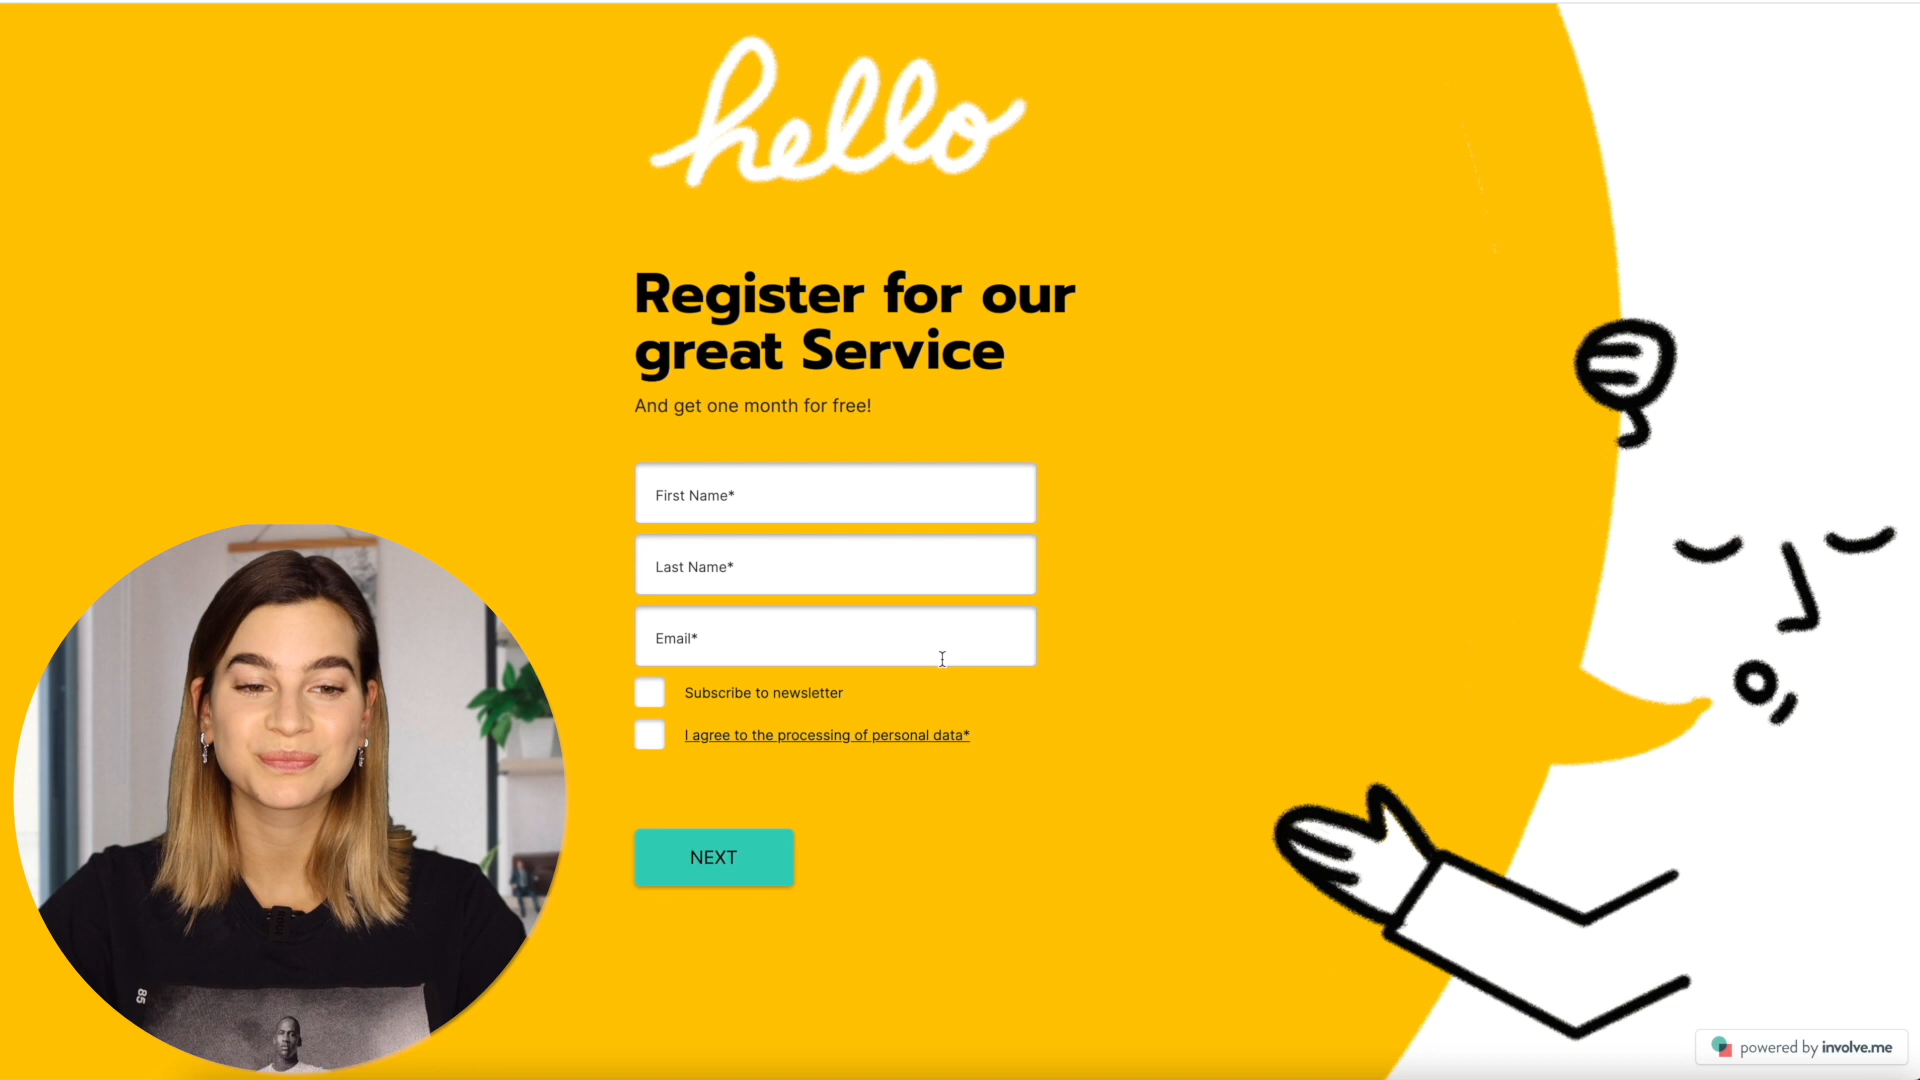 hello
Register for our
great Service
And get one month for free!
First Name*
Last Name*
Email*
Subscribe to newsletter
I agree to the processing of personal data*
NEXT
85
powered by involve.me